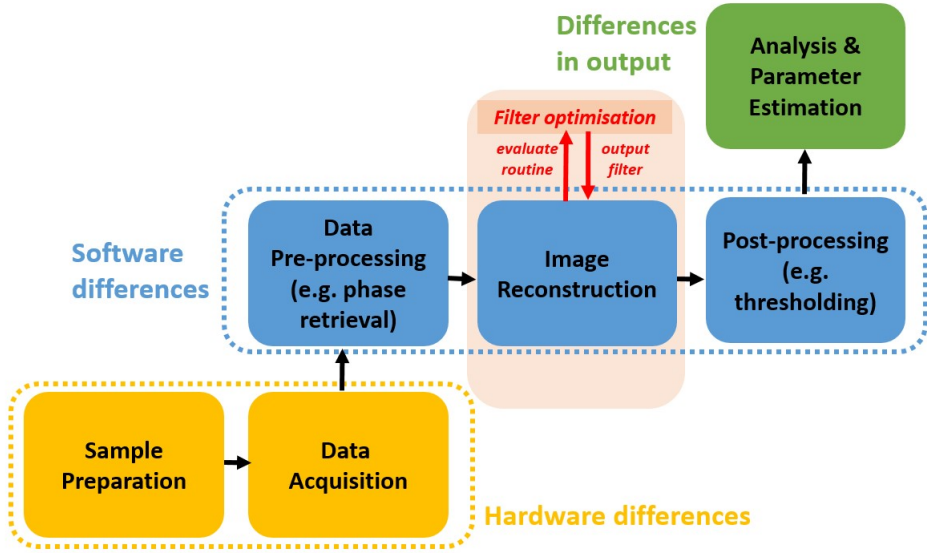 Differences
in output
Analysis &
Parameter
Estimation
Filter optimisation
evaluate
routine
output
filter
Software
differences
Data
Pre-processing
(e.g. phase
retrieval)
Image
Reconstruction
Post-processing
(e.g.
thresholding)
Sample
Preparation
Data
Acquisition
Hardware differences